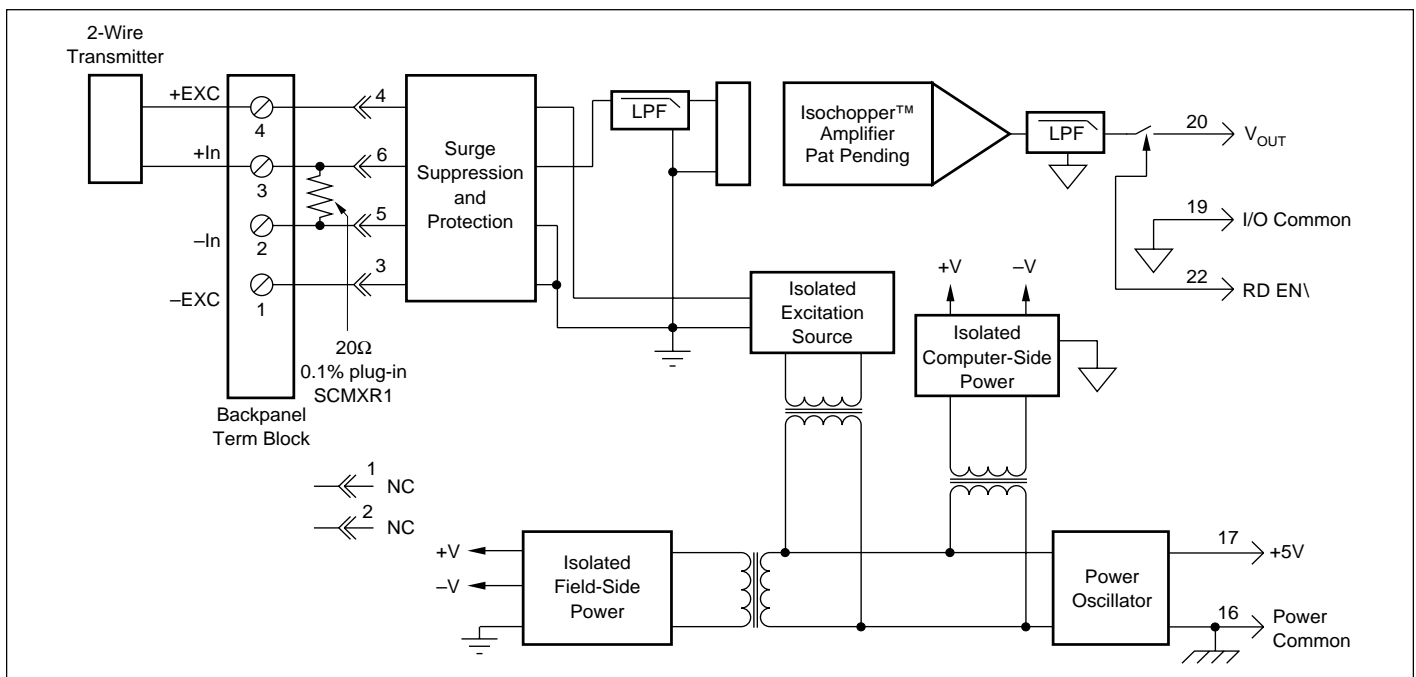 2-Wire
Transmitter
+EXC
+In
–In
–EXC
4
3
2
1
Backpanel
Term Block
4
6
5
3
20Ω
0.1% plug-in
SCMXR1
Surge
Suppression
and
Protection
LPF
Isochopper™
Amplifier
Pat Pending
LPF
20
VOUT
19
I/O Common
22
RD EN\
Isolated
Excitation
Source
+V
–V
Isolated
Computer-Side
Power
1
NC
2
NC
+V
–V
Isolated
Field-Side
Power
Power
Oscillator
17
+5V
16
Power
Common